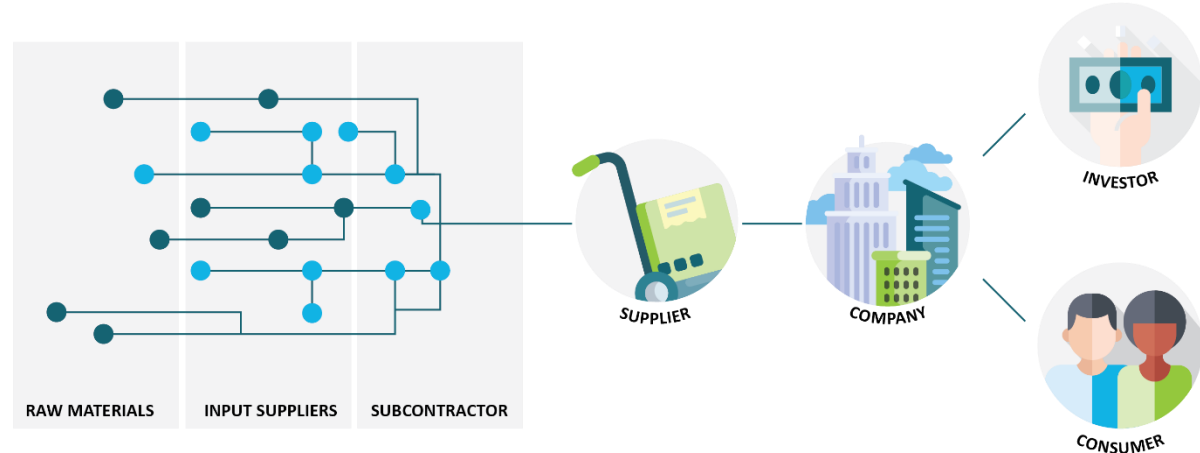 RAW MATERIALS
INPUT SUPPLIERS
SUBCONTRACTOR
SUPPLIER
COMPANY
INVESTOR
CONSUMER